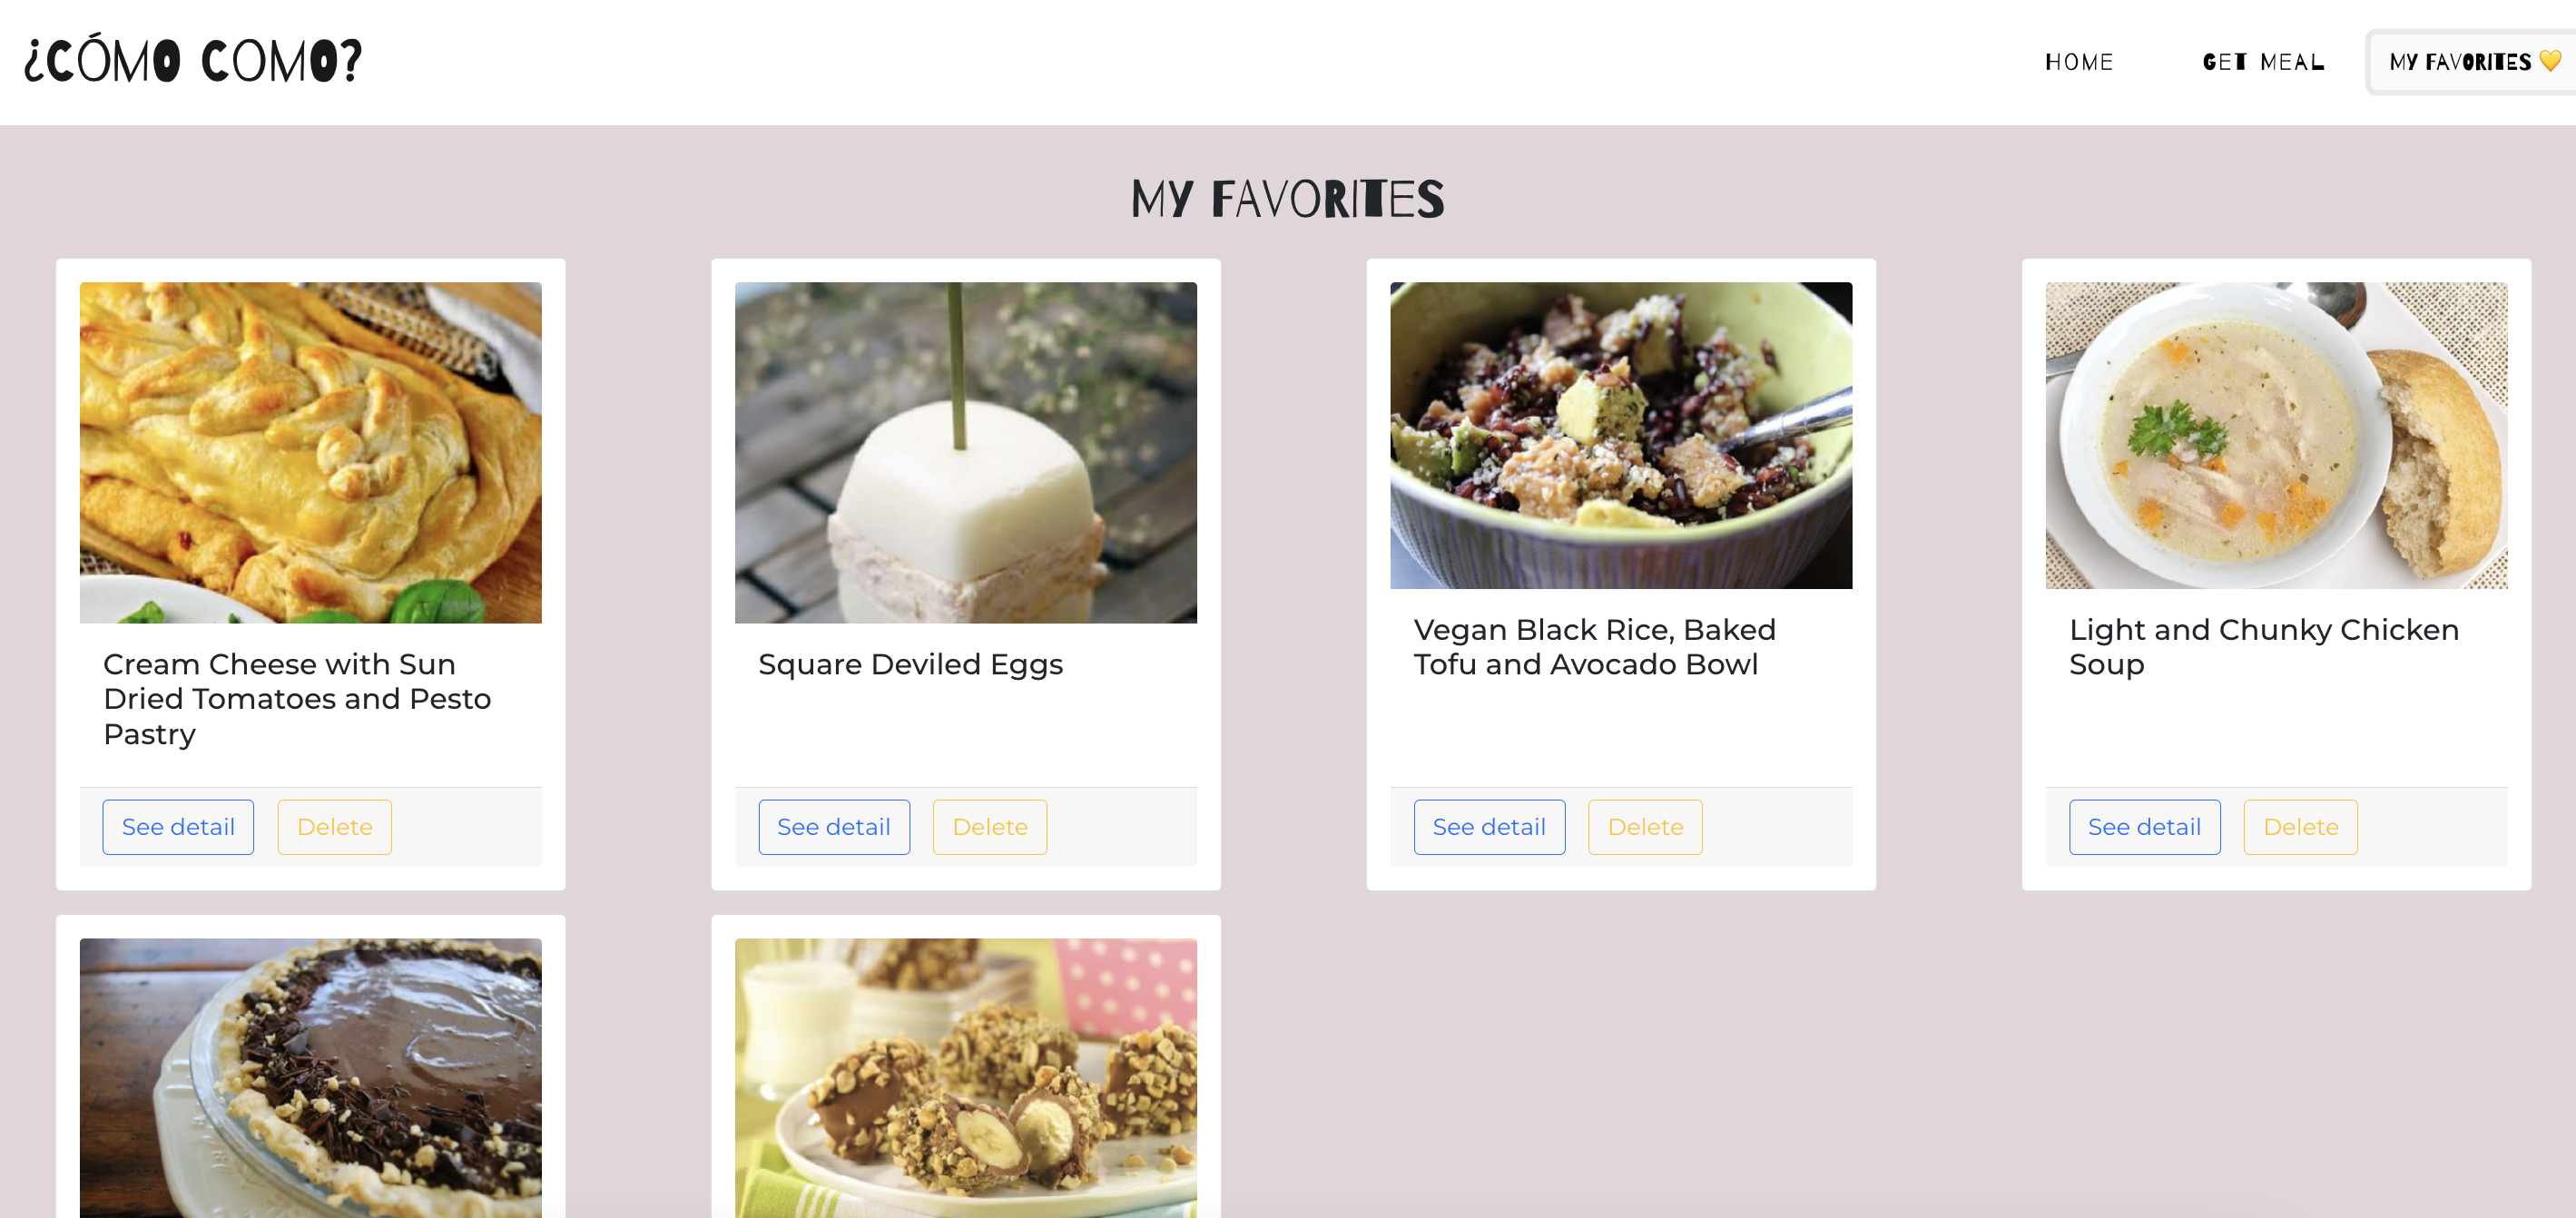 ¿CÓMO COMO?
HOME
GET MEAL
MY FAVORITES 💛
MY FAVORITES
Cream Cheese with Sun
Dried Tomatoes and Pesto
Pastry
See detail
Delete
Square Deviled Eggs
See detail
Delete
Vegan Black Rice, Baked
Tofu and Avocado Bowl
See detail
Delete
Light and Chunky Chicken
Soup
See detail
Delete